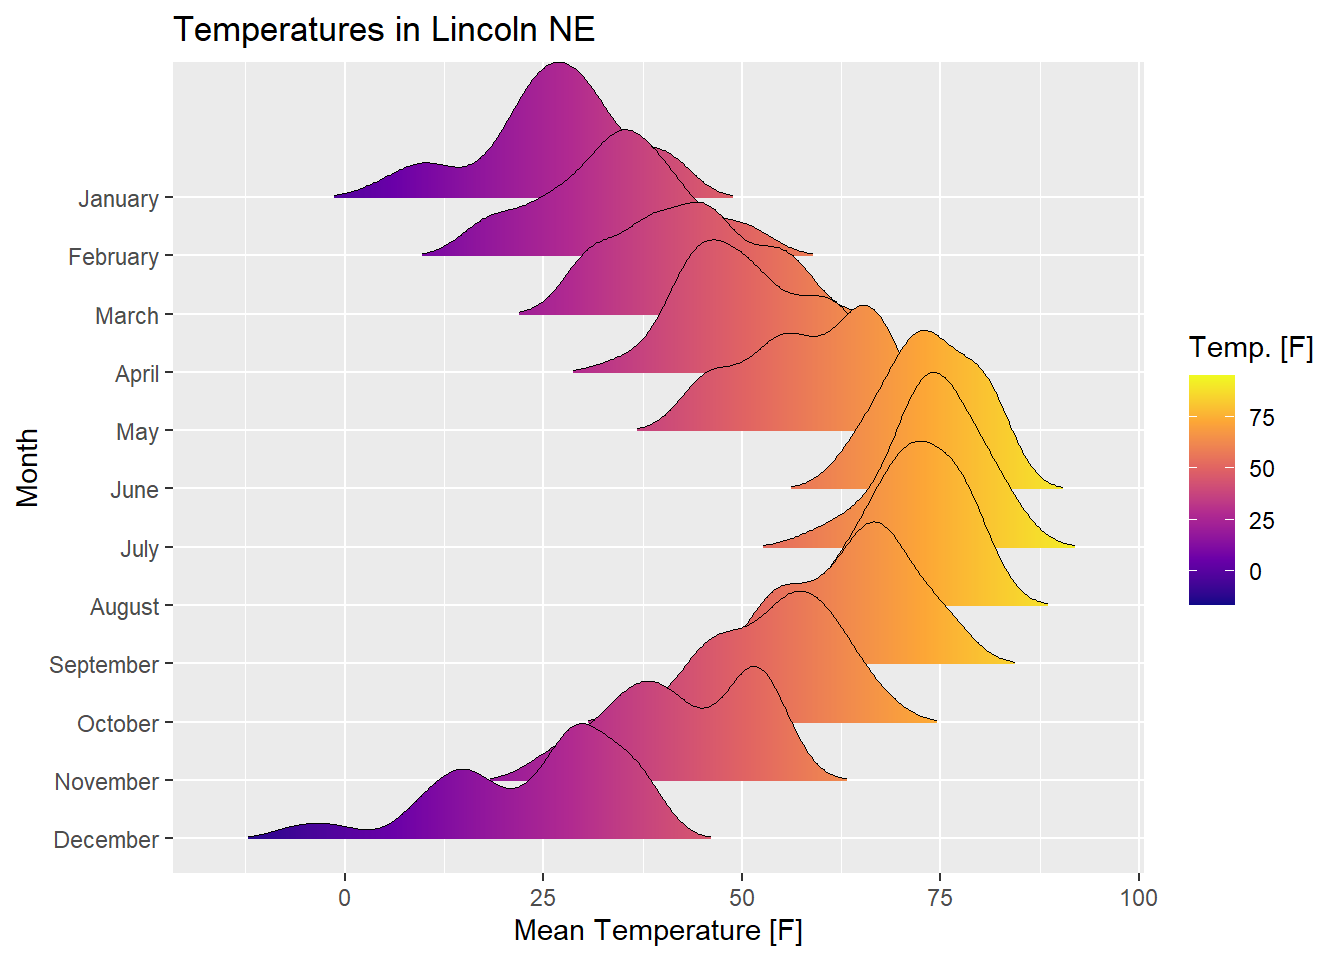 Temperatures in Lincoln NE
January
February
March
April
May
June
July
August
September
October
November
December
Month
0 25 50 75 100
Mean Temperature [F]
Temp. [F]
75
50
25
0